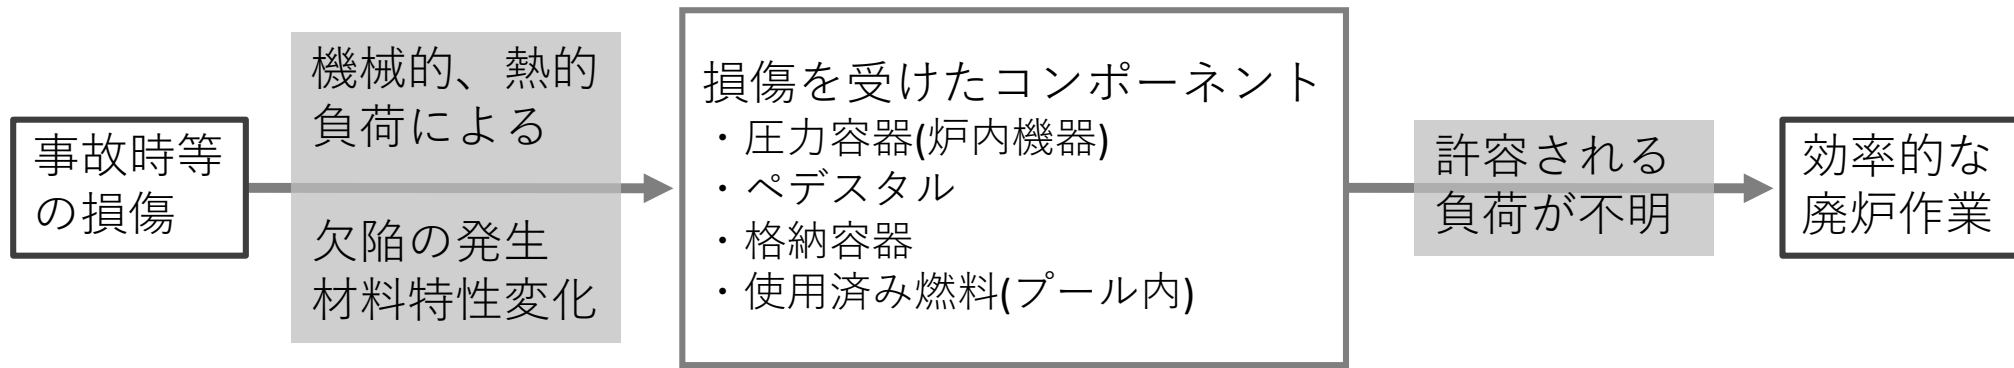 事故時等
の損傷
機械的、熱的
負荷による
欠陥の発生
材料特性変化
損傷を受けたコンポーネント
・圧力容器(炉内機器)
・ペデスタル
・格納容器
・使用済み燃料(プール内)
許容される
負荷が不明
効率的な
廃炉作業